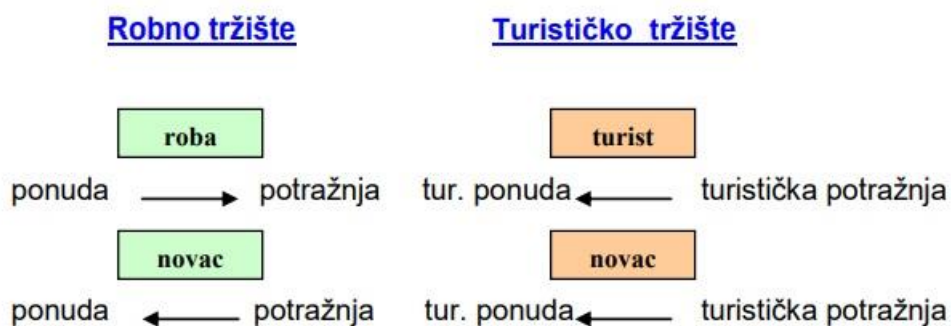 Robno tržište Turističko tržište
roba turist
ponuda potražnja tur. ponuda turistička potražnja
novac novac
ponuda potražnja tur. ponuda turistička potražnja